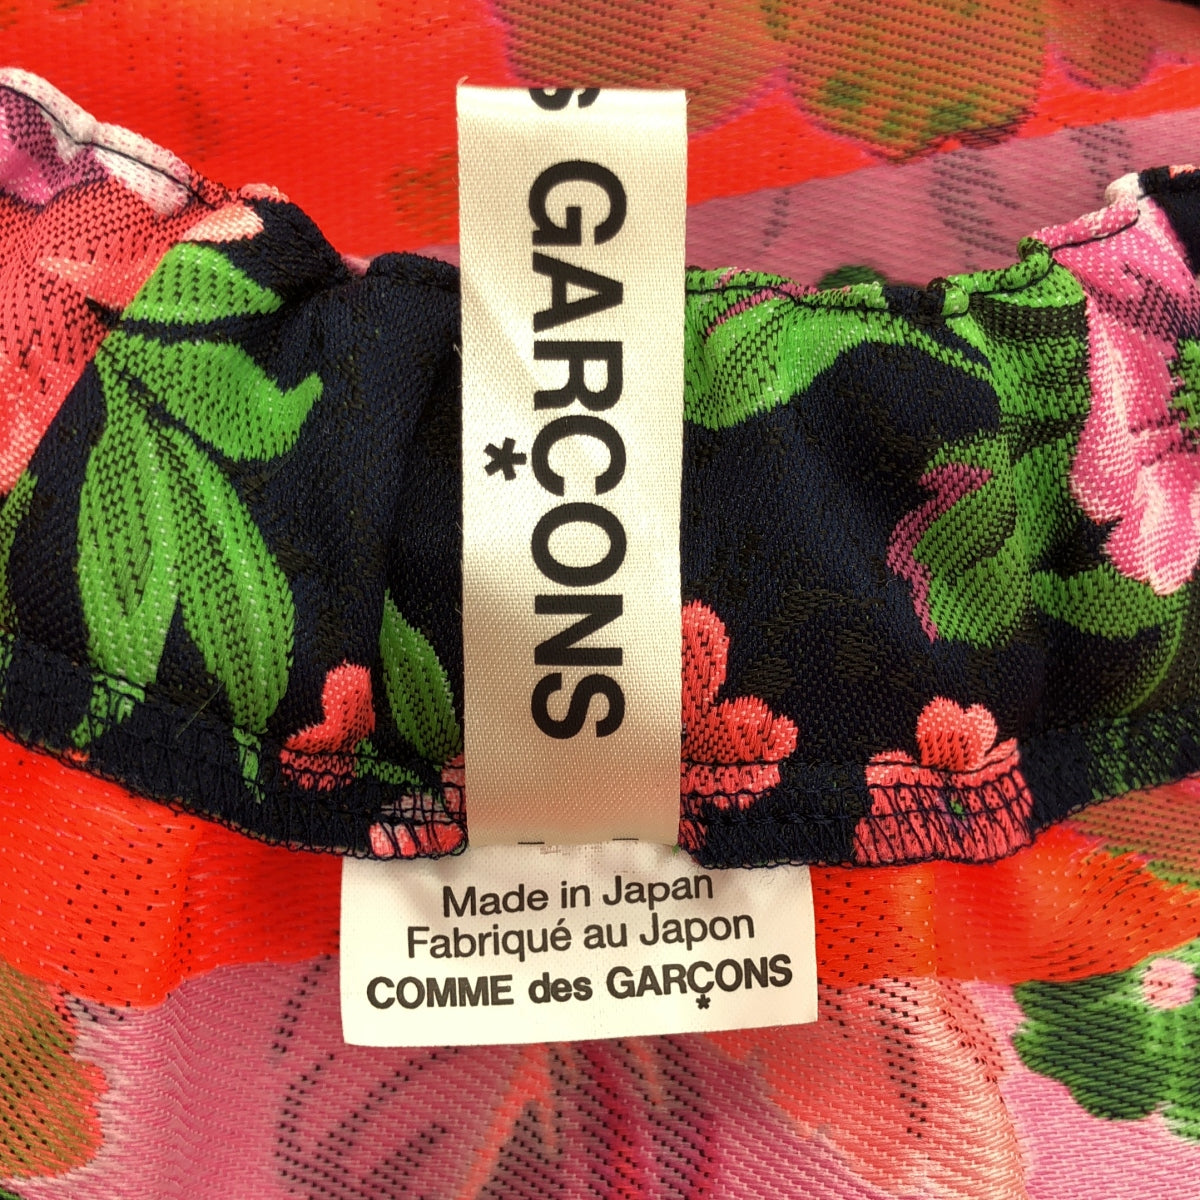 S GARÇONS
Made in Japan
Fabriqué au Japon
COMME des GARÇONS